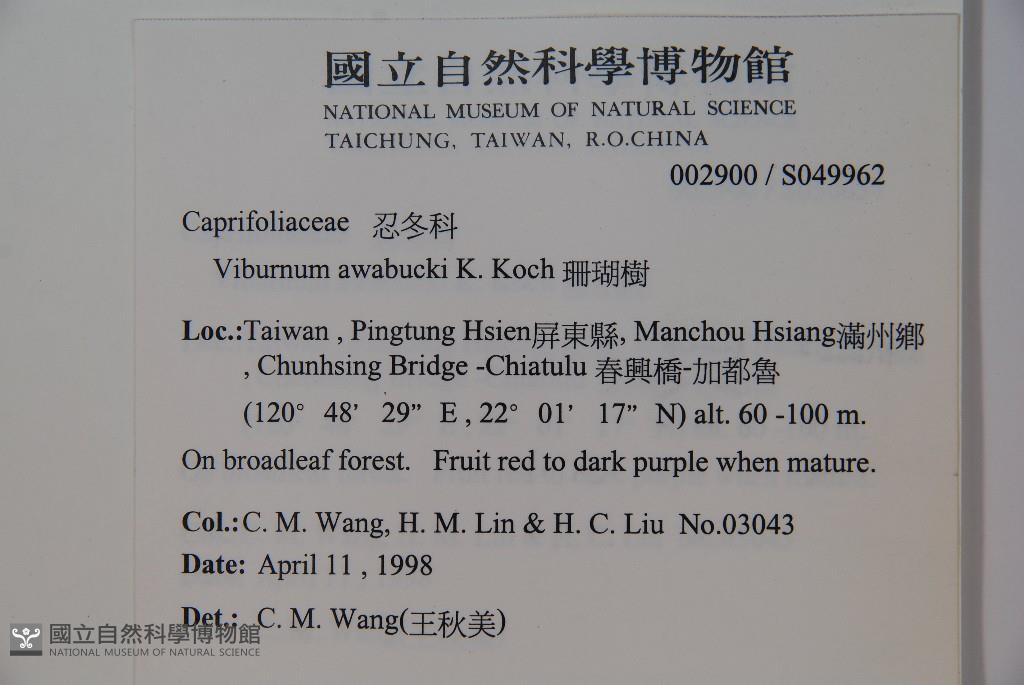 國立自然科學博物館
NATIONAL MUSEUM OF NATURAL SCIENCE
TAICHUNG, TAIWAN, R.O.CHINA
002900 / S049962
Caprifoliaceae 忍冬科
Viburnum awabucki K. Koch 珊瑚樹
Loc.:Taiwan , Pingtung Hsien屏東縣, Manchou Hsiang滿州鄉
, Chunhsing Bridge -Chiatulu 春興橋-加都魯
(120° 48’ 29” E , 22° 01’ 17” N) alt. 60 -100 m.
On broadleaf forest. Fruit red to dark purple when mature.
Col.:C. M. Wang, H. M. Lin & H. C. Liu No.03043
Date: April 11 , 1998
Det.: C. M. Wang(王秋美)
國立自然科學博物館
NATIONAL MUSEUM OF NATURAL SCIENCE